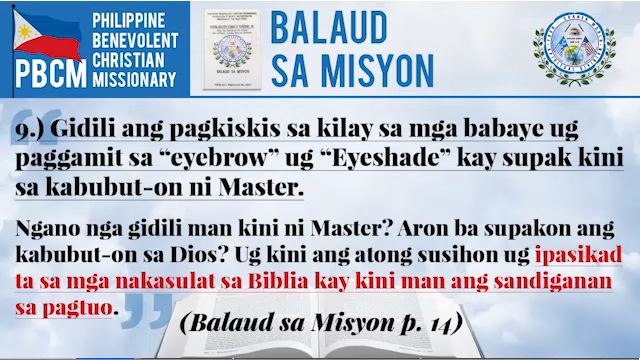 PHILIPPINE
BENEVOLENT
CHRISTIAN
MISSIONARY
PBCM
BALAUD SA MISYON
BALAUD
SA MISYON
9.) Gidili ang pagkiskis sa kilay sa mga babaye ug
paggamit sa “eyebrow” ug “Eyeshade” kay supak kini
sa kabubut-on ni Master.
Ngano nga gidili man kini ni Master? Aron ba supakon ang
kabubut-on sa Dios? Ug kini ang atong susihon ug ipasikad
ta sa mga nakasulat sa Biblia kay kini man ang sandiganan
sa pagtuo.
(Balaud sa Misyon p. 14)